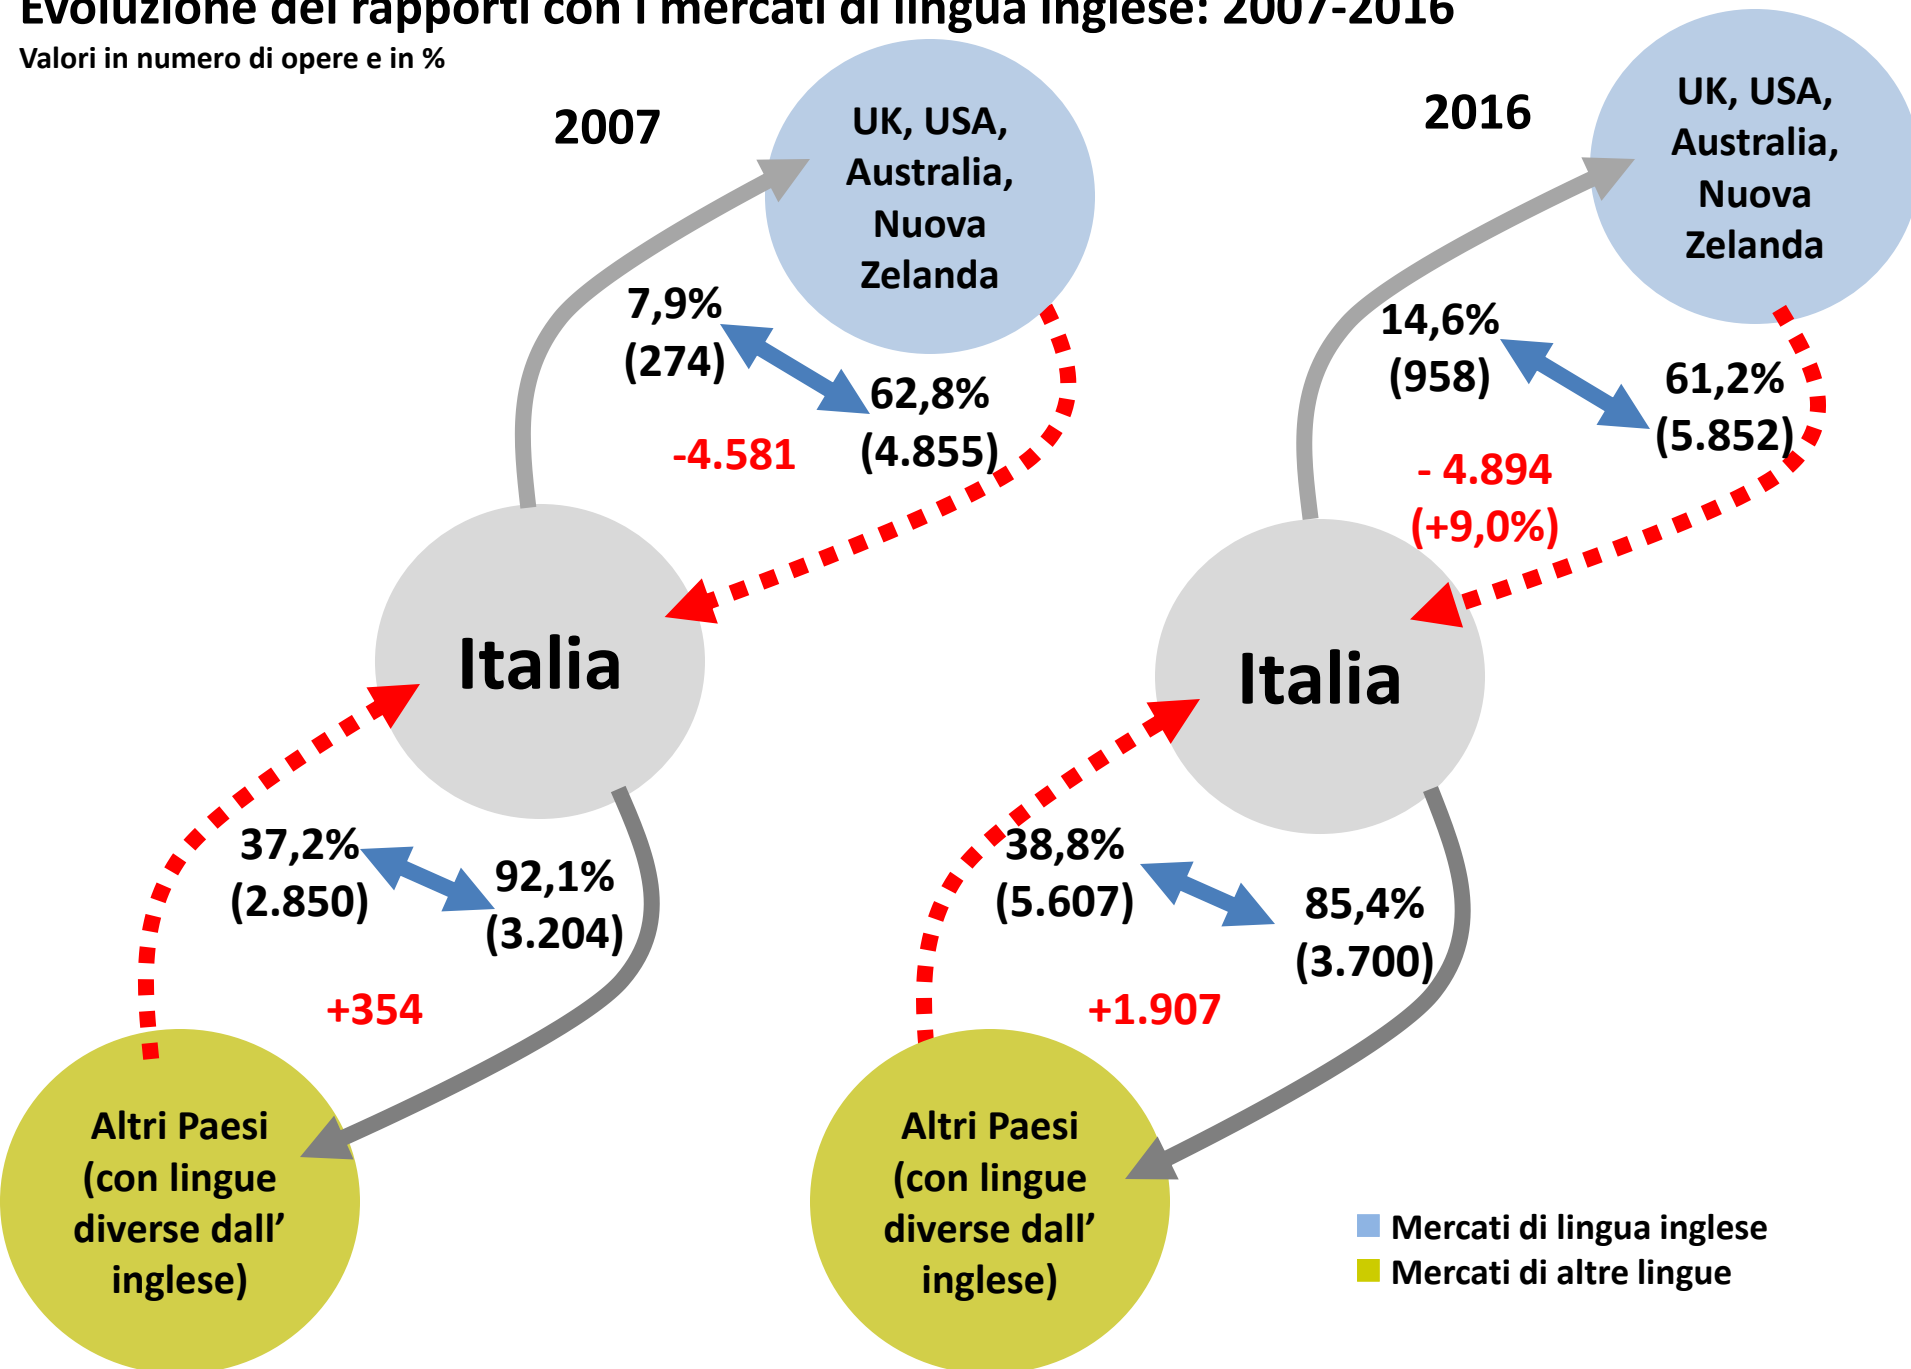 Evoluzione dei rapporti con i mercati di lingua inglese: 2007-2016
Valori in numero di opere e in %
2007
UK, USA,
Australia,
Nuova
Zelanda
7,9%
(274)
62,8%
(4.855)
-4.581
Italia
37,2%
(2.850)
92,1%
(3.204)
+354
Altri Paesi
(con lingue
diverse dall’
inglese)
2016
UK, USA,
Australia,
Nuova
Zelanda
14,6%
(958)
61,2%
(5.852)
- 4.894
(+9,0%)
Italia
38,8%
(5.607)
85,4%
(3.700)
+1.907
Altri Paesi
(con lingue
diverse dall’
inglese)
Mercati di lingua inglese
Mercati di altre lingue